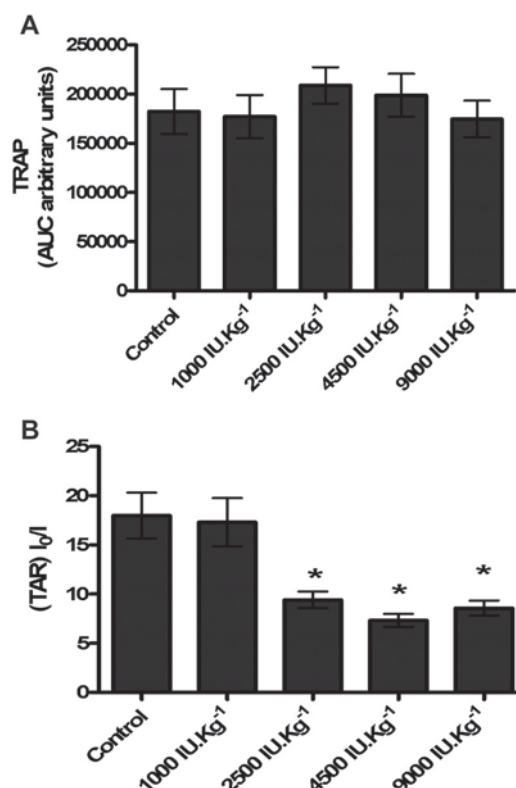 A
TRAP
(AUC arbitrary units)
250000
200000
150000
100000
50000
0
Control
1000 IU.Kg⁻¹
2500 IU.Kg⁻¹
4500 IU.Kg⁻¹
9000 IU.Kg⁻¹
B
(TAR) I₀/I
25
20
15
10
5
0
*
*
*
Control
1000 IU.Kg⁻¹
2500 IU.Kg⁻¹
4500 IU.Kg⁻¹
9000 IU.Kg⁻¹